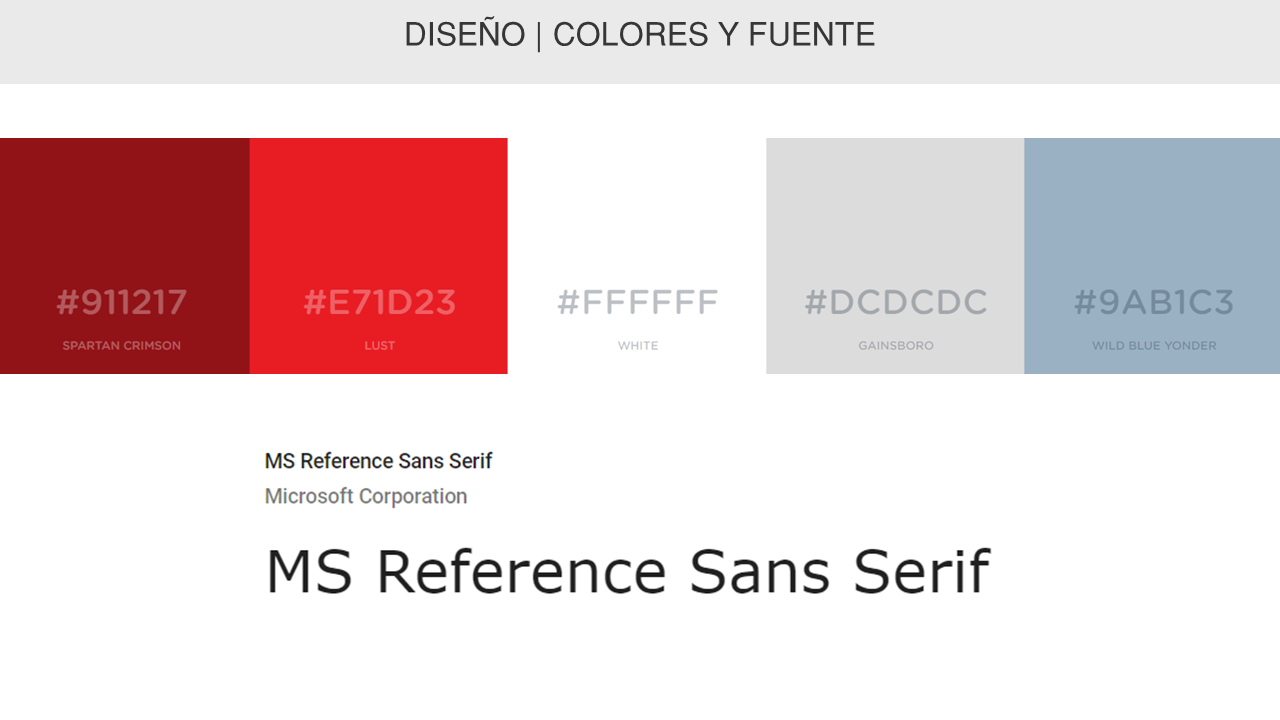 DISEÑO | COLORES Y FUENTE
#911217 #E71D23 #FFFFFF #DCDCDC #9AB1C3
SPARTAN CRIMSON LUST WHITE GAINSBORO WILD BLUE YONDER
MS Reference Sans Serif
Microsoft Corporation
MS Reference Sans Serif